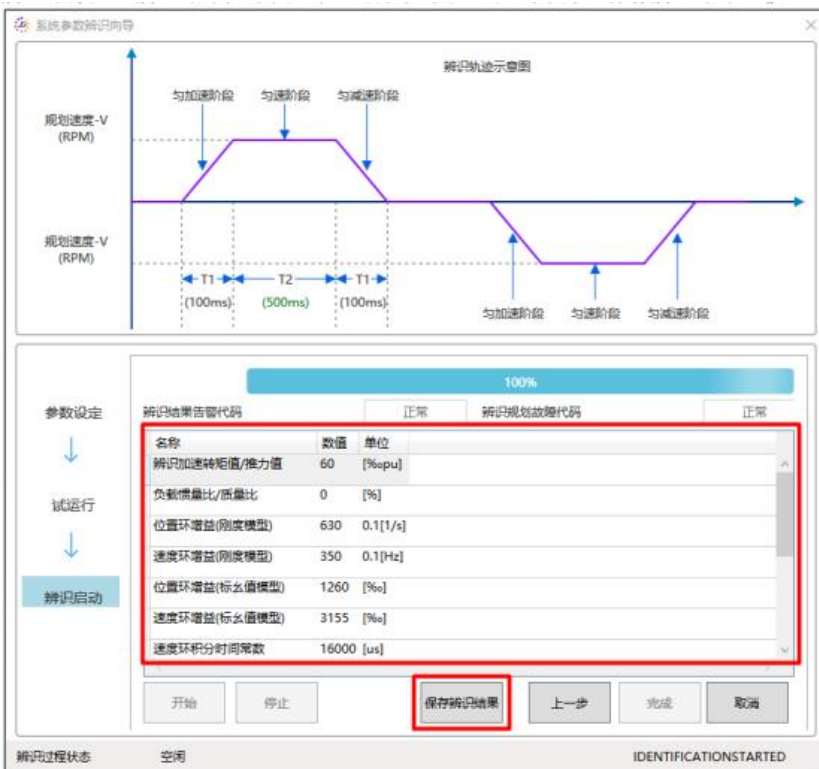 系统参数辨识向导
辨识轨迹示意图
匀加速阶段 匀速阶段 匀减速阶段
规划速度-V
(RPM)
规划速度-V
(RPM)
T1 T2 T1
(100ms) (500ms) (100ms)
匀加速阶段 匀速阶段 匀减速阶段
100%
参数设定
试运行
辨识启动
辨识结果告警代码 正常 辨识规划故障代码 正常
名称 数值 单位
辨识加速转矩值/推力值 60 [‰pu]
负载惯量比/质量比 0 [%]
位置环增益(刚度模型) 630 0.1[1/s]
速度环增益(刚度模型) 350 0.1[Hz]
位置环增益(标幺值模型) 1260 [‰]
速度环增益(标幺值模型) 3155 [‰]
速度环积分时间常数 16000 [us]
开始 停止 保存辨识结果 上一步 完成 取消
辨识过程状态 空闲 IDENTIFICATIONSTARTED